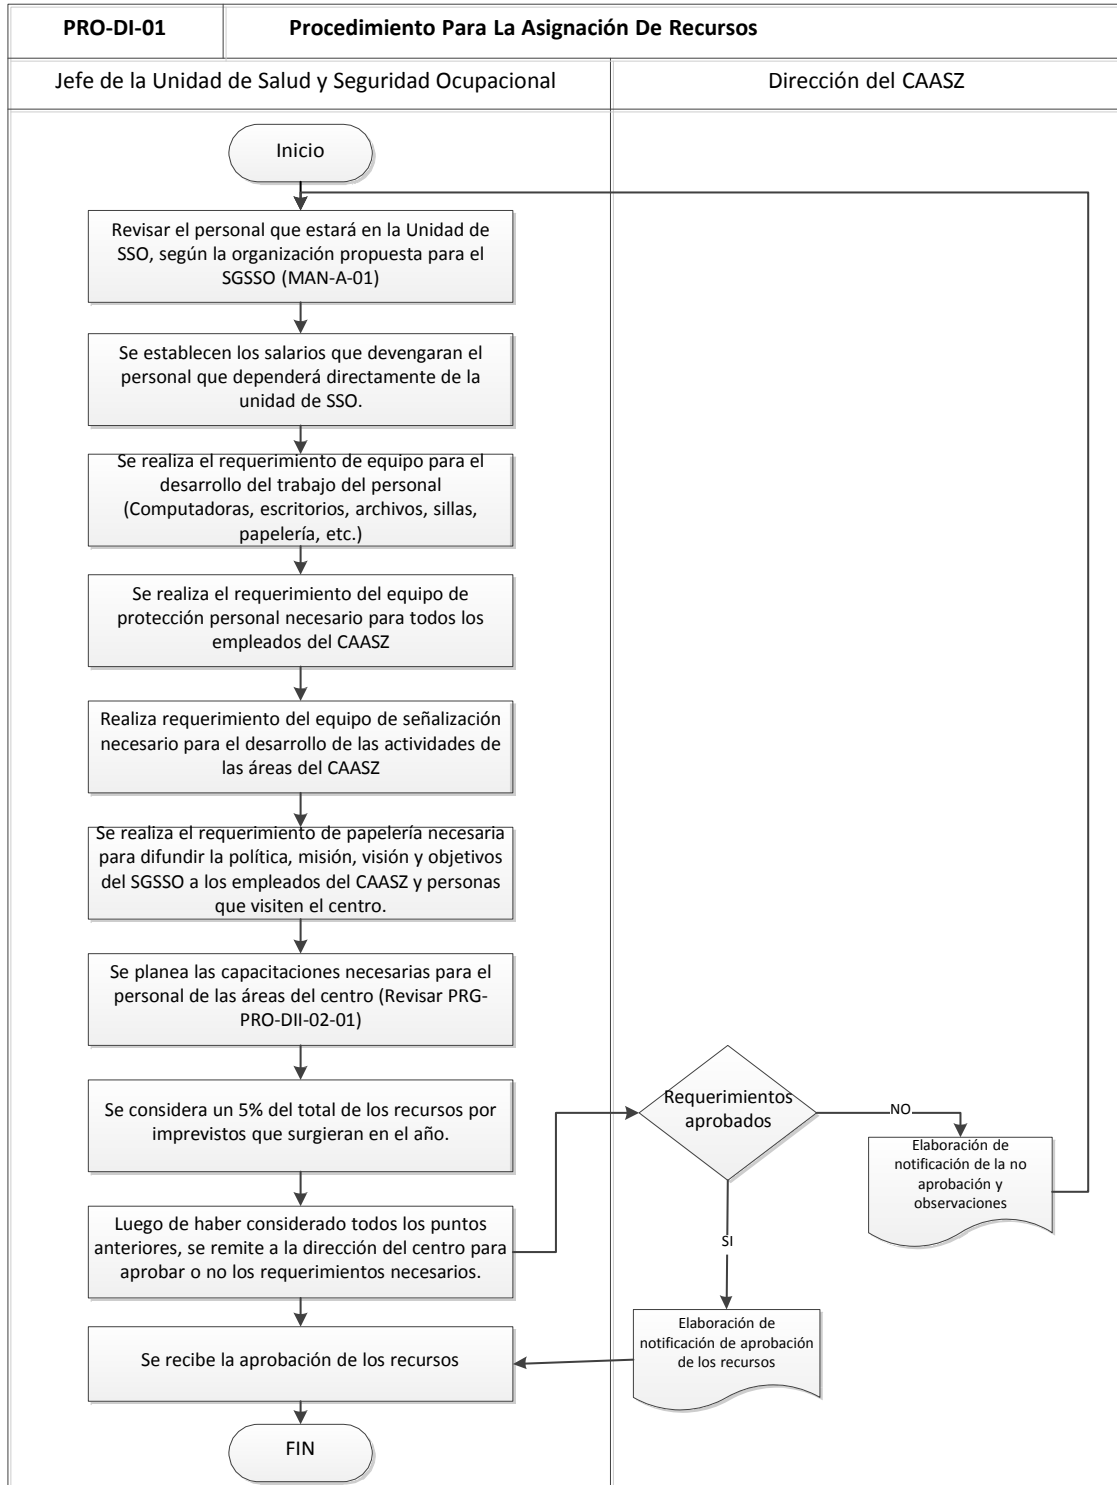 PRO-DI-01
Procedimiento Para La Asignación De Recursos
Jefe de la Unidad de Salud y Seguridad Ocupacional
Dirección del CAASZ
Inicio
Revisar el personal que estará en la Unidad de
SSO, según la organización propuesta para el
SGSSO (MAN-A-01)
Se establecen los salarios que devengaran el
personal que dependerá directamente de la
unidad de SSO.
Se realiza el requerimiento de equipo para el
desarrollo del trabajo del personal
(Computadoras, escritorios, archivos, sillas,
papelería, etc.)
Se realiza el requerimiento del equipo de
protección personal necesario para todos los
empleados del CAASZ
Realiza requerimiento del equipo de señalización
necesario para el desarrollo de las actividades de
las áreas del CAASZ
Se realiza el requerimiento de papelería necesaria
para difundir la política, misión, visión y objetivos
del SGSSO a los empleados del CAASZ y personas
que visiten el centro.
Se planea las capacitaciones necesarias para el
personal de las áreas del centro (Revisar PRG-
PRO-DII-02-01)
Se considera un 5% del total de los recursos por
imprevistos que surgieran en el año.
Luego de haber considerado todos los puntos
anteriores, se remite a la dirección del centro para
aprobar o no los requerimientos necesarios.
Requerimientos
aprobados
NO
Elaboración de
notificación de la no
aprobación y
observaciones
SI
Elaboración de
notificación de aprobación
de los recursos
Se recibe la aprobación de los recursos
FIN